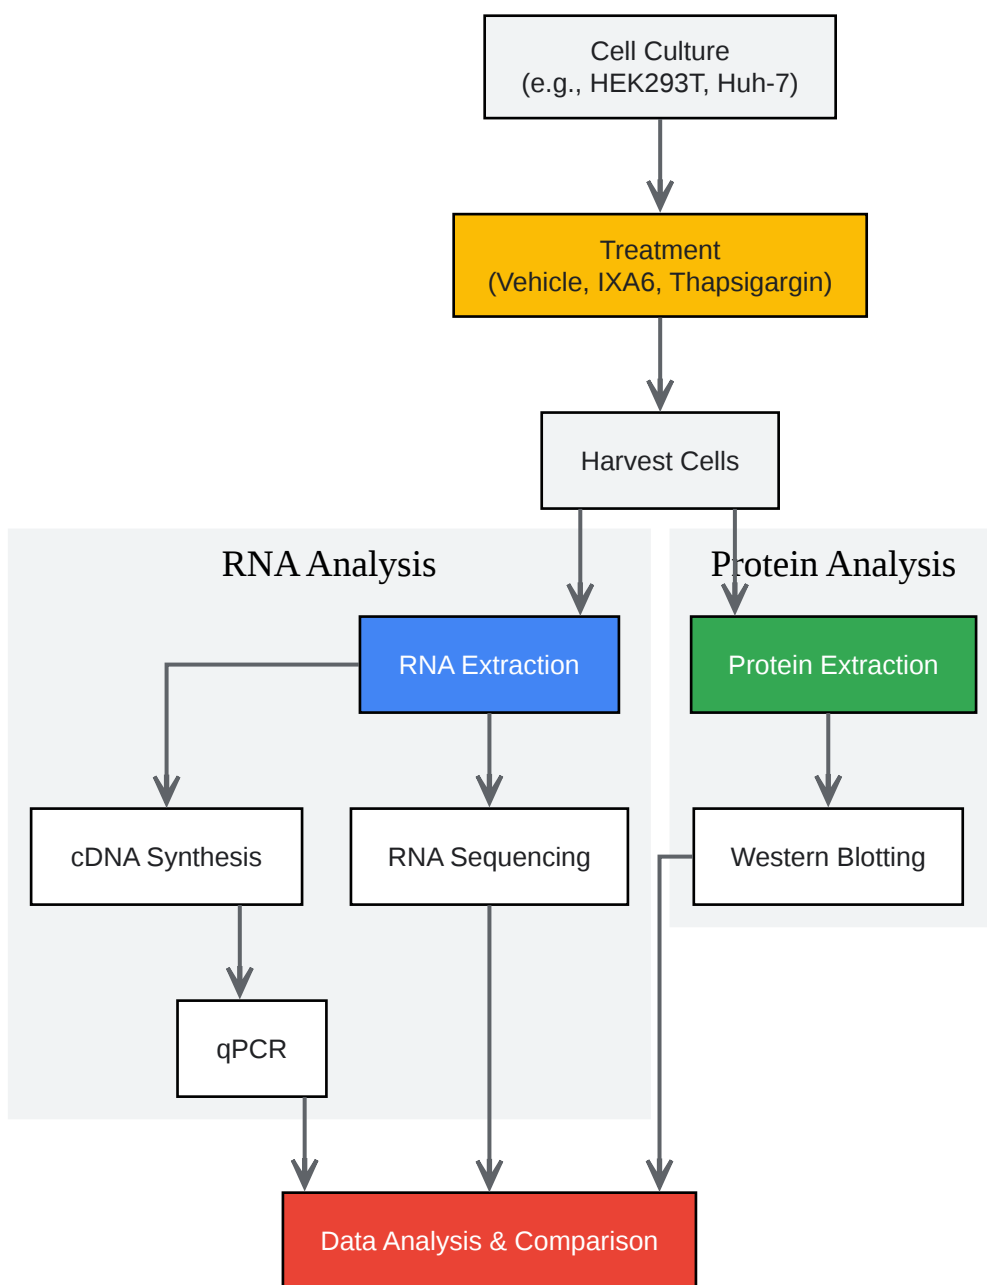 Cell Culture
(e.g., HEK293T, Huh-7)
Treatment
(Vehicle, IXA6, Thapsigargin)
Harvest Cells
RNA Analysis
Protein Analysis
RNA Extraction
Protein Extraction
cDNA Synthesis
RNA Sequencing
Western Blotting
qPCR
Data Analysis & Comparison